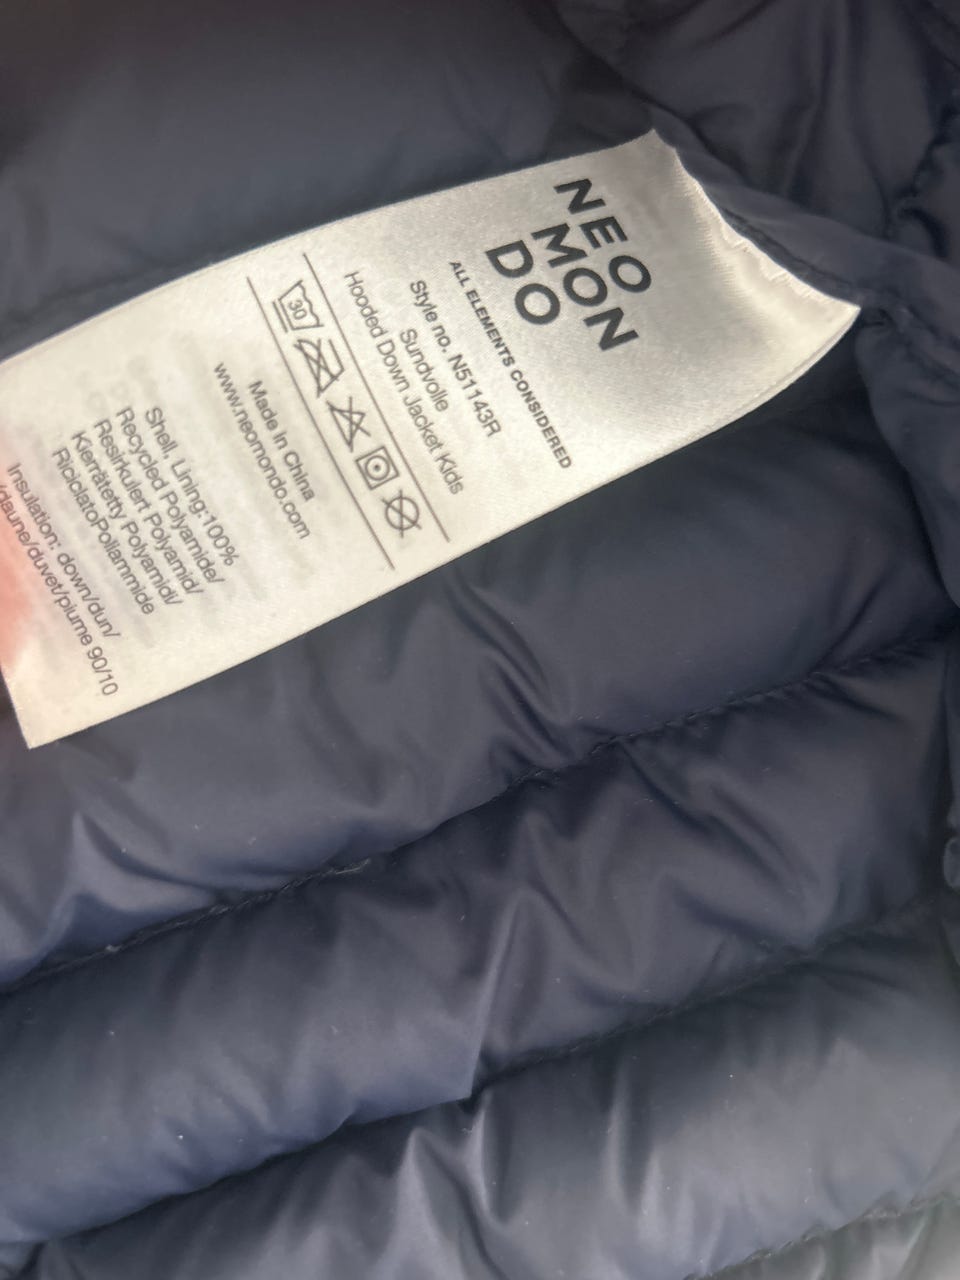 NEO
MON
DO
ALL ELEMENTS CONSIDERED
Style no. N51143R
Sundvolle
Hooded Down Jacket Kids
30
Made in China
www.neomondo.com
Shell, Lining:100%
Recycled Polyamide/
Resirkulert Polyamid/
Kierrätetty Polyamidi/
RiciclatoPoliammide
Insulation: down/dun/
/daune/duvet/piume 90/10